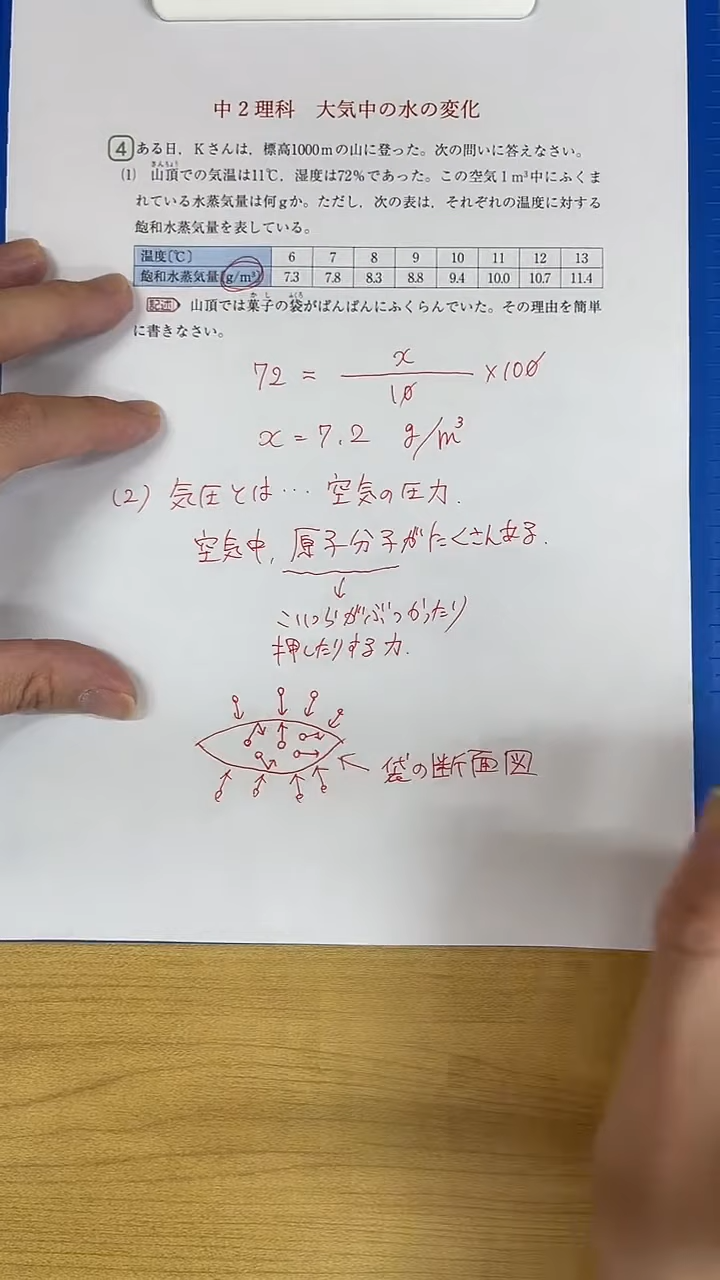 中２理科　大気中の水の変化
4 ある日，Ｋさんは，標高1000ｍの山に登った。次の問いに答えなさい。
さんちょう
(1) 山頂での気温は11℃，湿度は72％であった。この空気１m³中にふくま
れている水蒸気量は何ｇか。ただし，次の表は，それぞれの温度に対する
飽和水蒸気量を表している。
温度〔℃〕 6 7 8 9 10 11 12 13
飽和水蒸気量〔g/m³〕 7.3 7.8 8.3 8.8 9.4 10.0 10.7 11.4
かし ふくろ
記述 山頂では菓子の袋がぱんぱんにふくらんでいた。その理由を簡単
に書きなさい。
72 = x/10 ×100
x = 7.2 g/m³
(2) 気圧とは… 空気の圧力．
空気中，原子分子がたくさんある．
↓
こいつらがぶつかったり
押したりする力．
袋の断面図